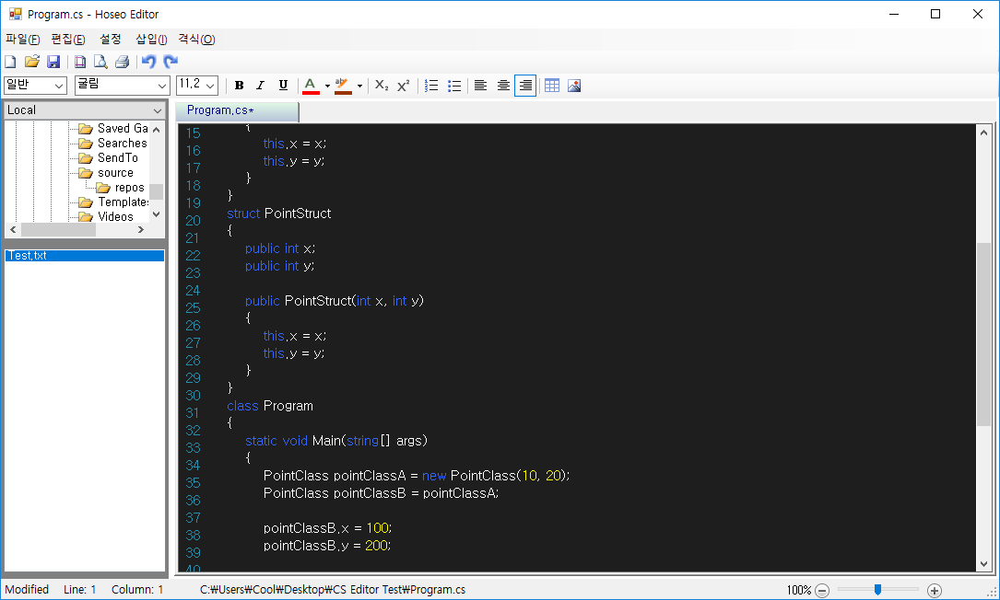 Program.cs - Hoseo Editor
파일(F) 편집(E) 설정 삽입(I) 격식(O)
일반 굴림 11.2 B I U A X₂ X²
Local
Program.cs*
Saved Ga
Searches
SendTo
source
repos
Template
Videos
Test.txt
15 {
16 this.x = x;
17 this.y = y;
18 }
19 }
20 struct PointStruct
21 {
22 public int x;
23 public int y;
24
25 public PointStruct(int x, int y)
26 {
27 this.x = x;
28 this.y = y;
29 }
30 }
31 class Program
32 {
33 static void Main(string[] args)
34 {
35 PointClass pointClassA = new PointClass(10, 20);
36 PointClass pointClassB = pointClassA;
37
38 pointClassB.x = 100;
39 pointClassB.y = 200;
40
Modified Line: 1 Column: 1 C:₩Users₩Cool₩Desktop₩CS Editor Test₩Program.cs 100%